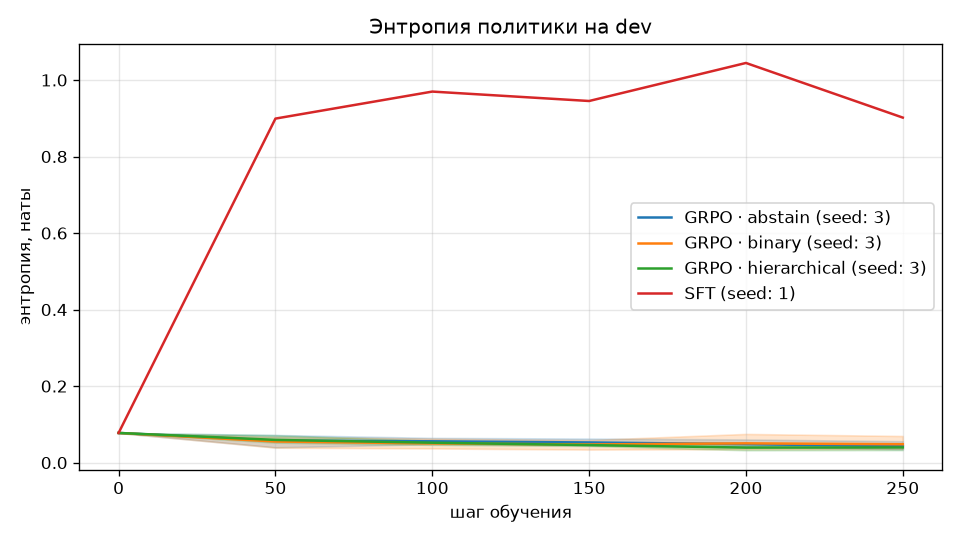 Энтропия политики на dev
энтропия, наты
1.0
0.8
0.6
0.4
0.2
0.0
GRPO · abstain (seed: 3)
GRPO · binary (seed: 3)
GRPO · hierarchical (seed: 3)
SFT (seed: 1)
0 50 100 150 200 250
шаг обучения